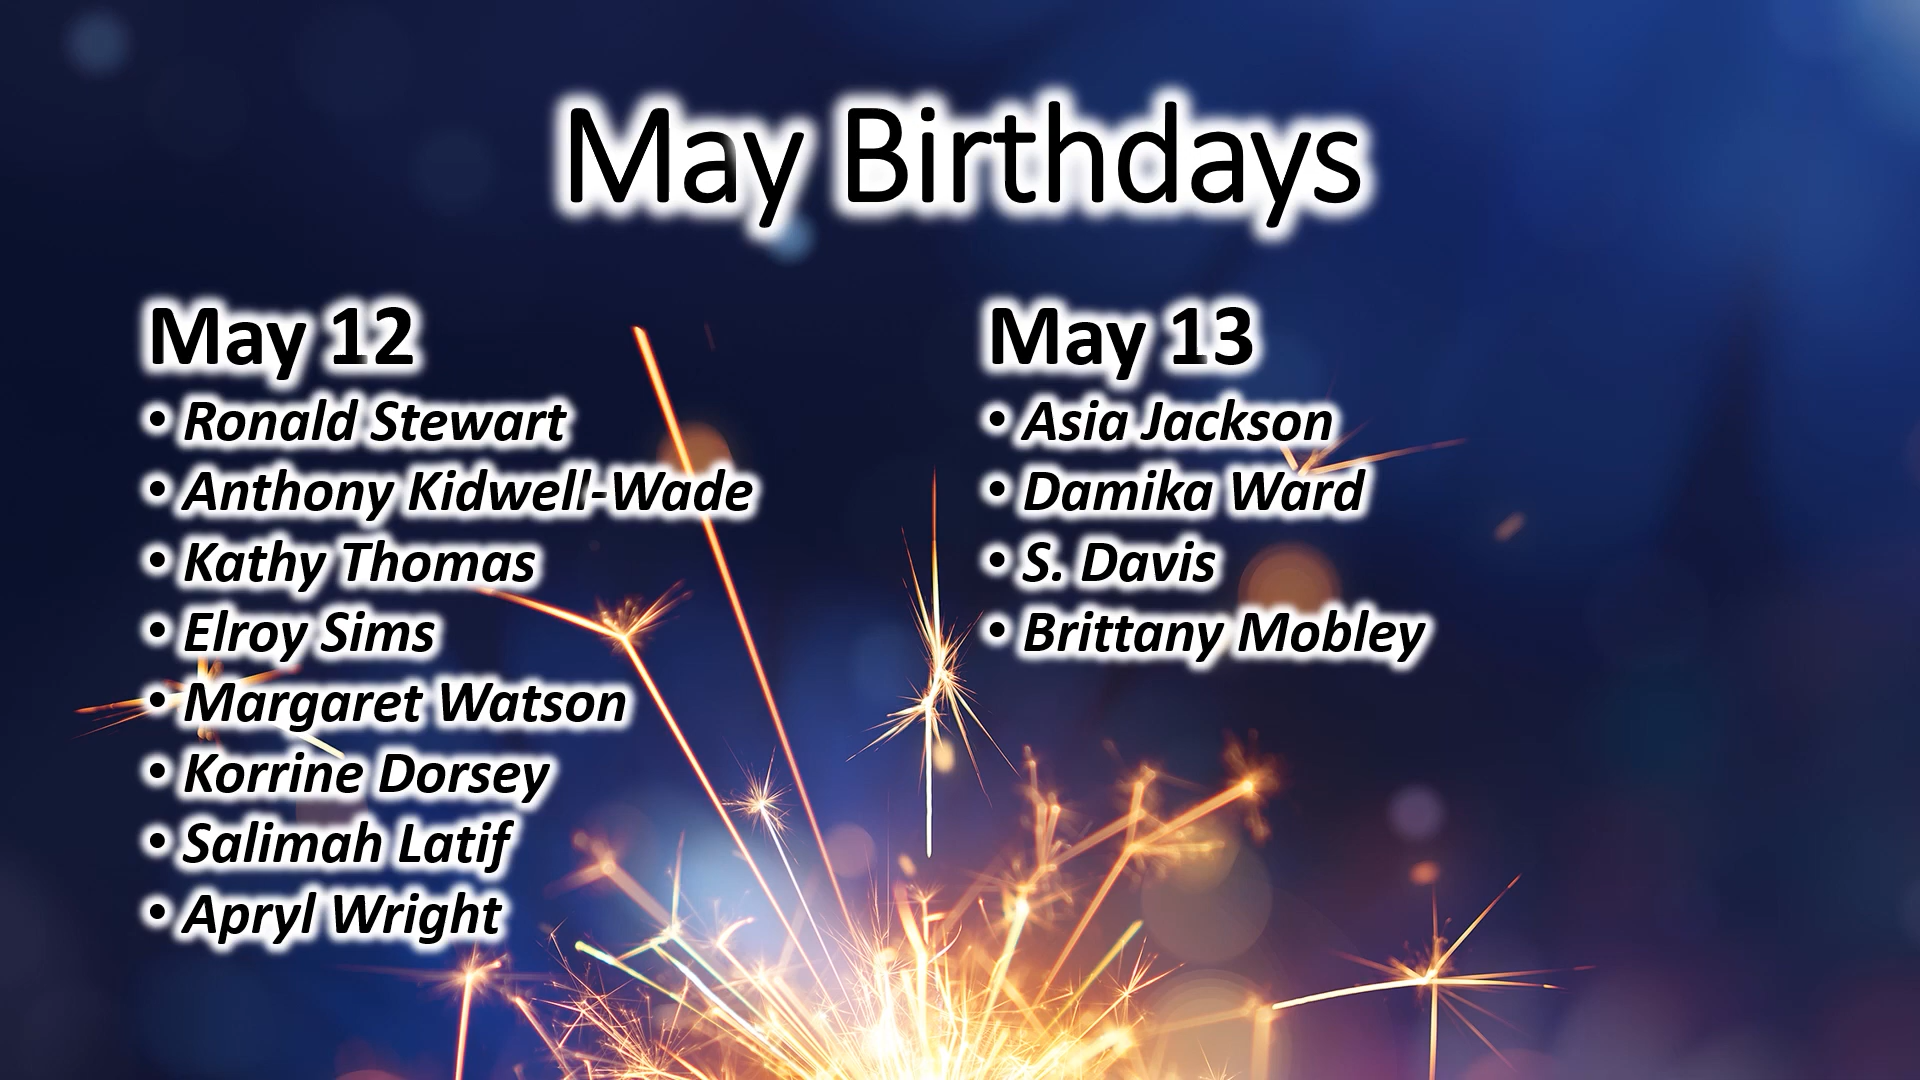 May Birthdays
May 12
• Ronald Stewart
• Anthony Kidwell-Wade
• Kathy Thomas
• Elroy Sims
• Margaret Watson
• Korrine Dorsey
• Salimah Latif
• Apryl Wright
May 13
• Asia Jackson
• Damika Ward
• S. Davis
• Brittany Mobley